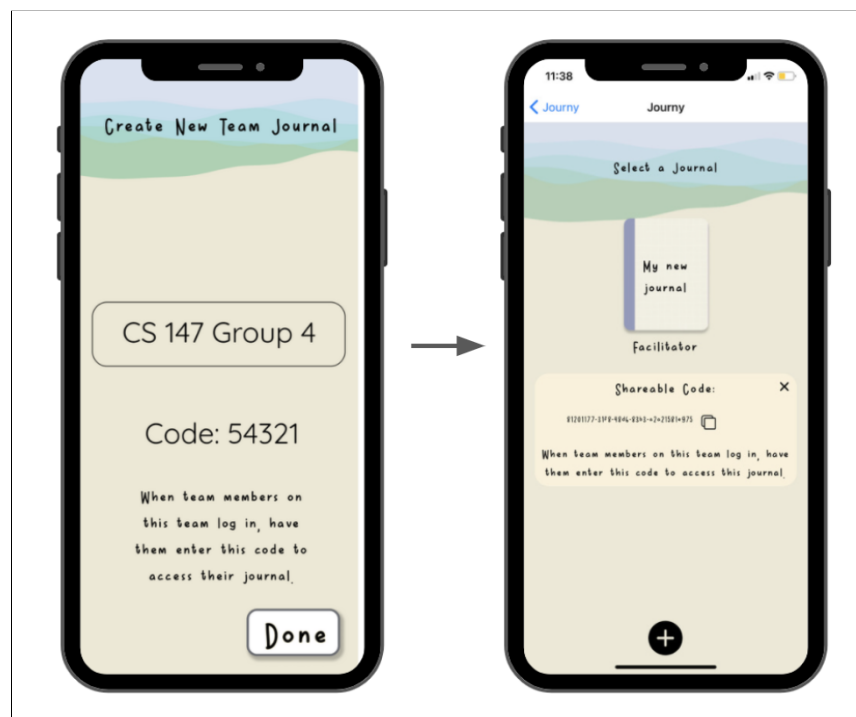 Create New Team Journal
CS 147 Group 4
Code: 54321
When team members on
this team log in, have
them enter this code to
access their journal.
Done
11:38
Journy
Journy
Select a Journal
My new
journal
Facilitator
Shareable Code:
When team members on this team log in, have
them enter this code to access this journal.